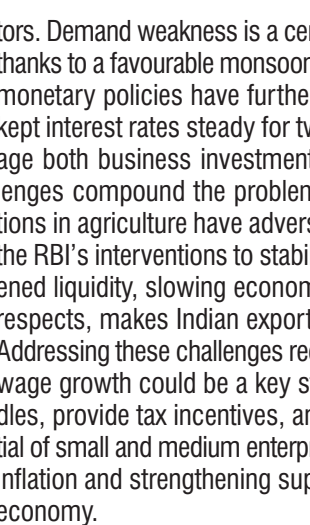 tors. Demand weakness is a cen
thanks to a favourable monsoon
monetary policies have furthe
kept interest rates steady for tw
age both business investment
enges compound the problem
tions in agriculture have advers
the RBI's interventions to stabi
ened liquidity, slowing econom
respects, makes Indian export
Addressing these challenges rec
wage growth could be a key s
dles, provide tax incentives, an
tial of small and medium enterpr
inflation and strengthening sup
economy.